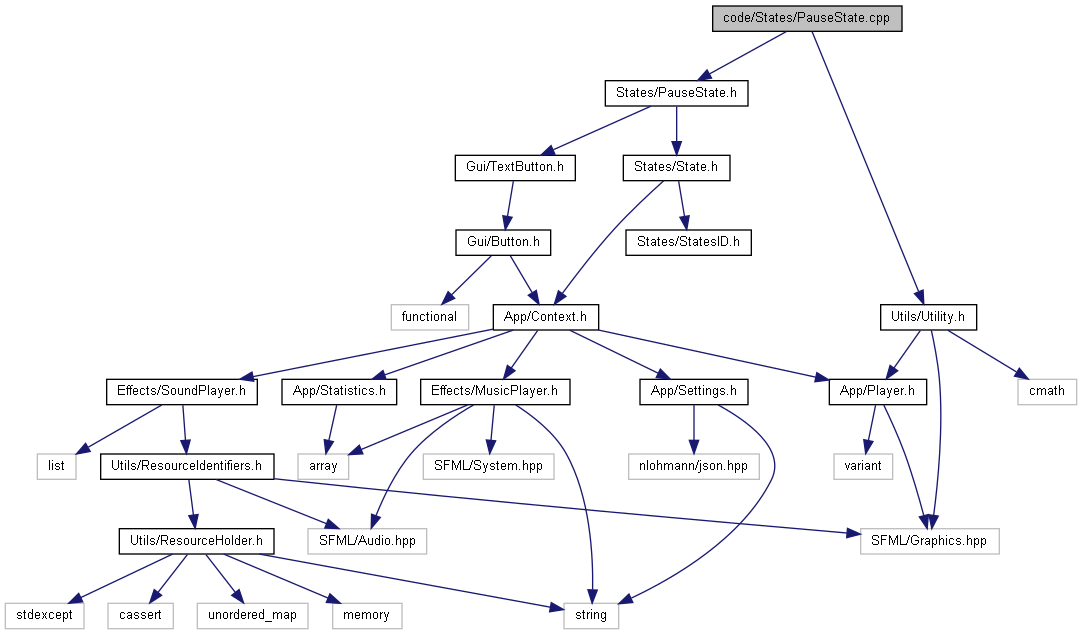 code/States/PauseState.cpp
States/PauseState.h
Gui/TextButton.h
States/State.h
Gui/Button.h
States/StatesID.h
functional
App/Context.h
Utils/Utility.h
Effects/SoundPlayer.h
App/Statistics.h
Effects/MusicPlayer.h
App/Settings.h
App/Player.h
cmath
list
Utils/ResourceIdentifiers.h
array
SFML/System.hpp
nlohmann/json.hpp
variant
Utils/ResourceHolder.h
SFML/Audio.hpp
SFML/Graphics.hpp
stdexcept
cassert
unordered_map
memory
string